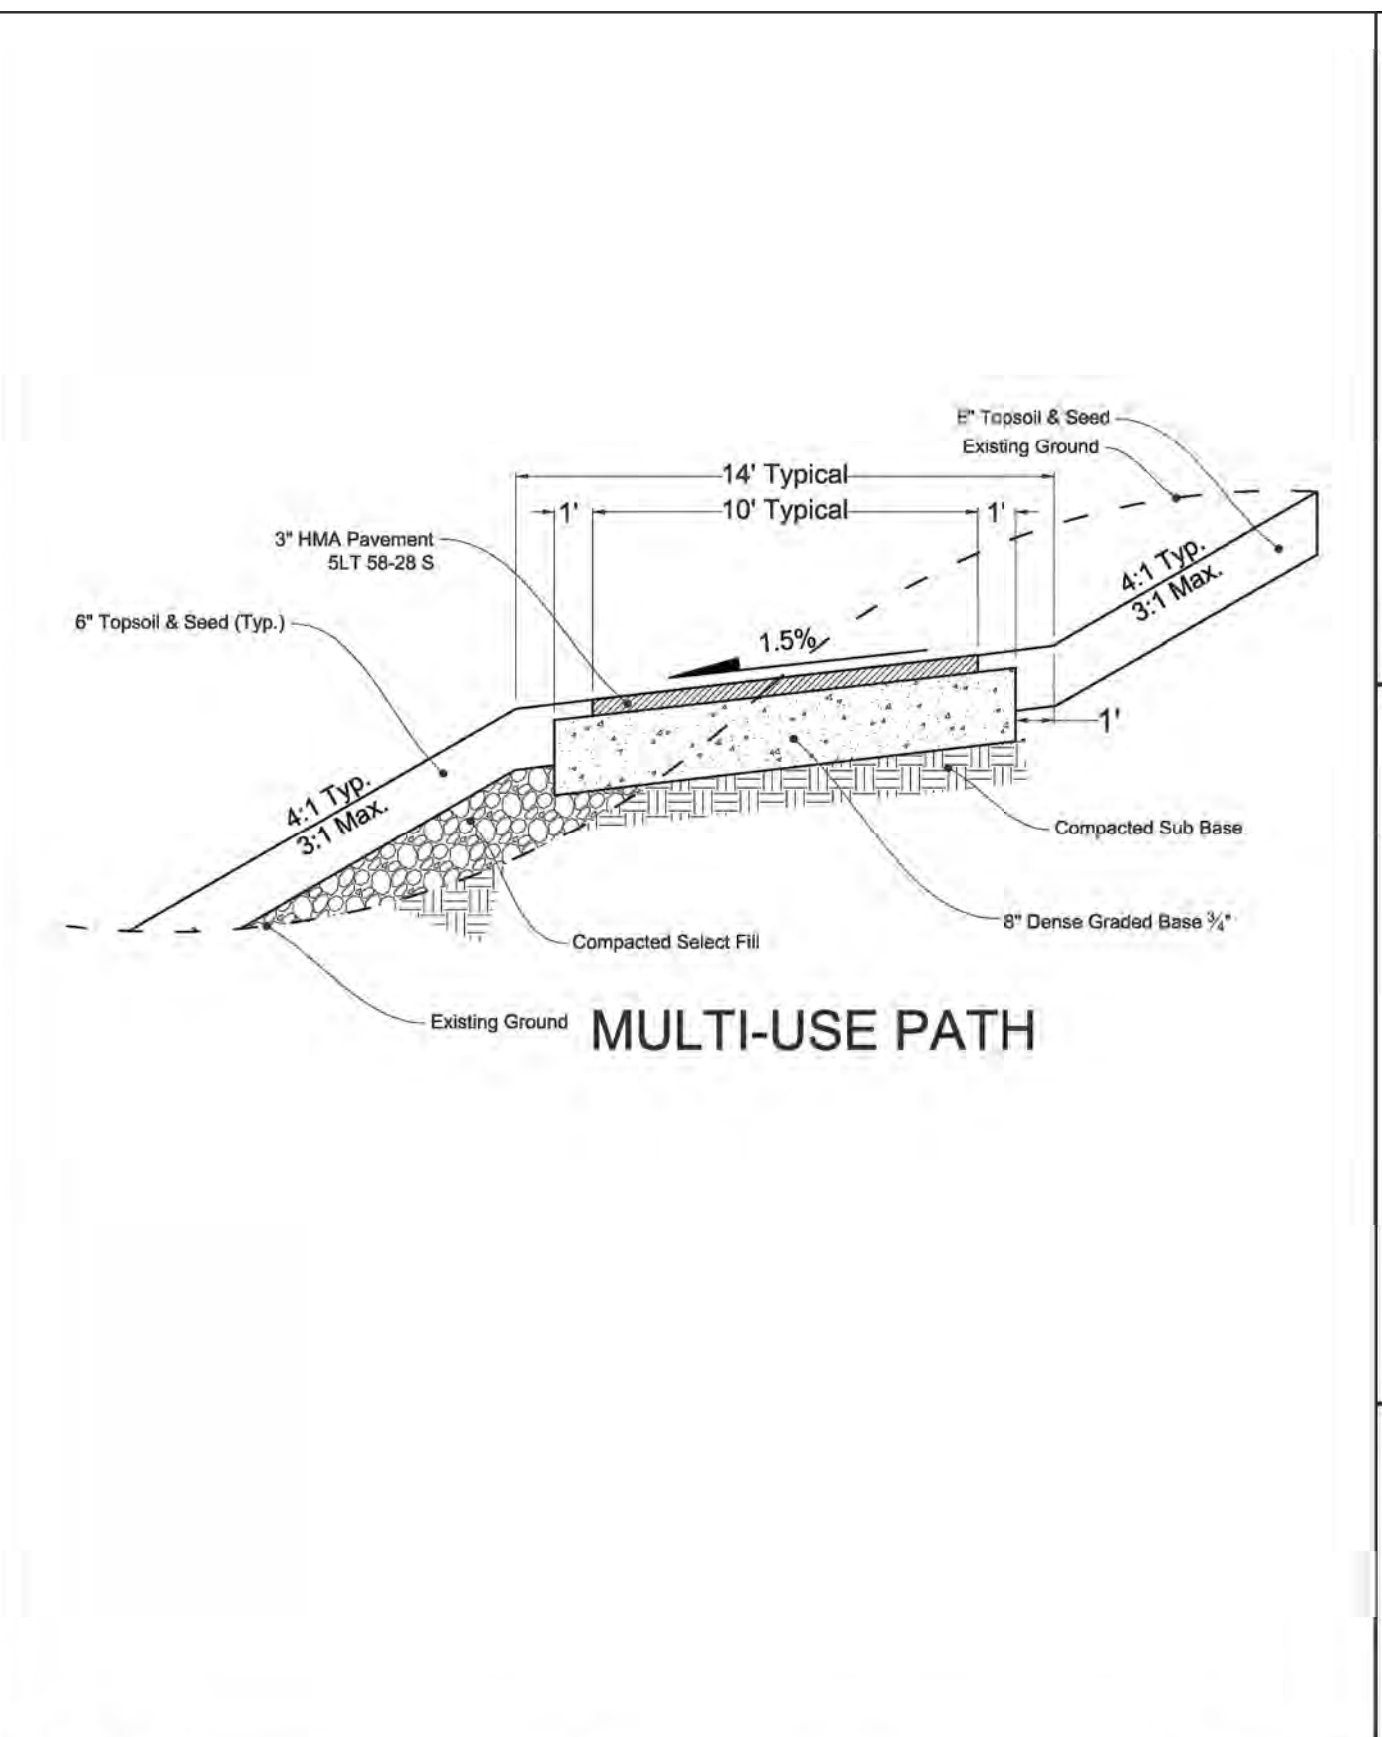 E" Topsoil & Seed
Existing Ground
14' Typical
1'
10' Typical
1'
3" HMA Pavement
5LT 58-28 S
4:1 Typ.
3:1 Max.
6" Topsoil & Seed (Typ.)
1.5%
1'
4:1 Typ.
3:1 Max.
Compacted Sub Base
8" Dense Graded Base ¾"
Compacted Select Fill
Existing Ground
MULTI-USE PATH